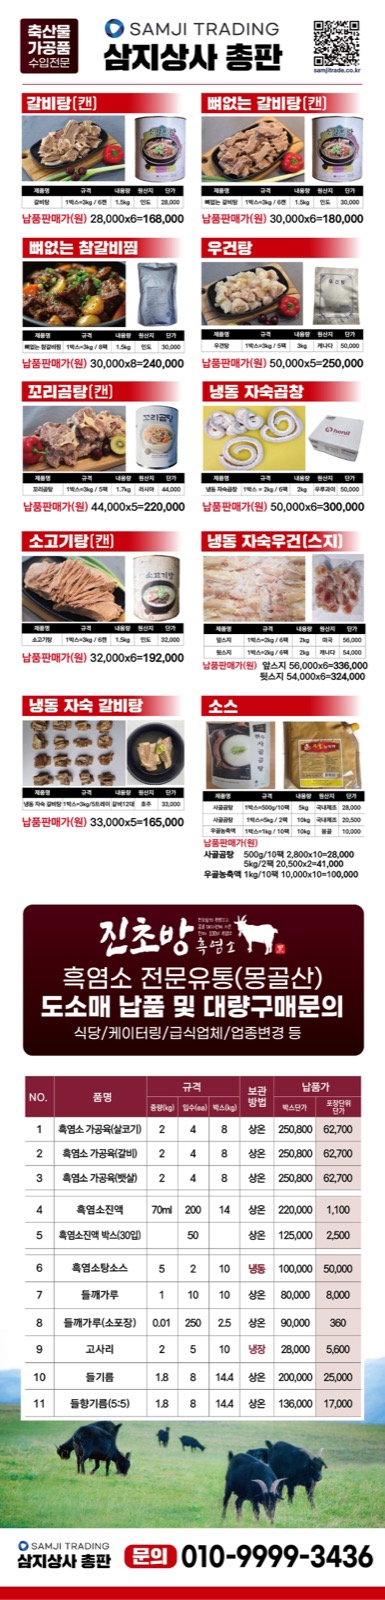 축산물
가공품
수입전문
SAMJI TRADING
삼지상사 총판
samjitrade.co.kr
갈비탕(캔)
제품명 규격 내용량 원산지 단가
갈비탕 1박스=3kg / 6캔 1.5kg 인도 28,000
납품판매가(원) 28,000x6=168,000
뼈없는 갈비탕(캔)
제품명 규격 내용량 원산지 단가
뼈없는 갈비탕 1박스=3kg / 6캔 1.5kg 인도 30,000
납품판매가(원) 30,000x6=180,000
뼈없는 참갈비찜
제품명 규격 내용량 원산지 단가
뼈없는 참갈비찜 1박스=3kg / 8팩 1.5kg 인도 30,000
납품판매가(원) 30,000x8=240,000
우건탕
제품명 규격 내용량 원산지 단가
우건탕 1박스=3kg / 5팩 3kg 캐나다 50,000
납품판매가(원) 50,000x5=250,000
꼬리곰탕(캔)
꼬리곰탕
제품명 규격 내용량 원산지 단가
꼬리곰탕 1박스=3kg / 5팩 1.7kg 러시아 44,000
납품판매가(원) 44,000x5=220,000
냉동 자숙곱창
제품명 규격 내용량 원산지 단가
냉동 자숙곱창 1박스 = 2kg / 6팩 2kg 우루과이 50,000
납품판매가(원) 50,000x6=300,000
소고기탕(캔)
소고기탕
제품명 규격 내용량 원산지 단가
소고기탕 1박스=3kg / 6캔 1.5kg 인도 32,000
납품판매가(원) 32,000x6=192,000
냉동 자숙우건(스지)
제품명 규격 내용량 원산지 단가
앞스지 1박스=2kg / 6팩 2kg 미국 56,000
뒷스지 1박스=2kg / 6팩 2kg 캐나다 54,000
납품판매가(원) 앞스지 56,000x6=336,000
뒷스지 54,000x6=324,000
냉동 자숙 갈비탕
제품명 규격 내용량 원산지 단가
냉동 자숙 갈비탕 1박스=3kg/5트레이 갈비12대 호주 33,000
납품판매가(원) 33,000x5=165,000
소스
사골곰탕
제품명 규격 내용량 원산지 단가
사골곰탕 1박스=500g/10팩 5kg 국내제조 28,000
사골곰탕 1박스=5kg / 2팩 10kg 국내제조 20,500
우골농축액 1박스=1kg / 10팩 10kg 몽골 10,000
납품판매가(원)
사골곰탕 500g/10팩 2,800x10=28,000
5kg/2팩 20,500x2=41,000
우골농축액 1kg/10팩 10,000x10=100,000
진초방
흑염소
흑염소 전문유통(몽골산)
도소매 납품 및 대량구매문의
식당/케이터링/급식업체/업종변경 등
NO. 품명 규격 보관방법 납품가
중량(kg) 입수(ea) 박스(kg) 박스단가 포장단위 단가
1 흑염소 가공육(살코기) 2 4 8 상온 250,800 62,700
2 흑염소 가공육(갈비) 2 4 8 상온 250,800 62,700
3 흑염소 가공육(뱃살) 2 4 8 상온 250,800 62,700
4 흑염소진액 70ml 200 14 상온 220,000 1,100
5 흑염소진액 박스(30입) 50 상온 125,000 2,500
6 흑염소탕소스 5 2 10 냉동 100,000 50,000
7 들깨가루 1 10 10 상온 80,000 8,000
8 들깨가루(소포장) 0.01 250 2.5 상온 90,000 360
9 고사리 2 5 10 냉장 28,000 5,600
10 들기름 1.8 8 14.4 상온 200,000 25,000
11 들향기름(5:5) 1.8 8 14.4 상온 136,000 17,000
SAMJI TRADING
삼지상사 총판
문의 010-9999-3436